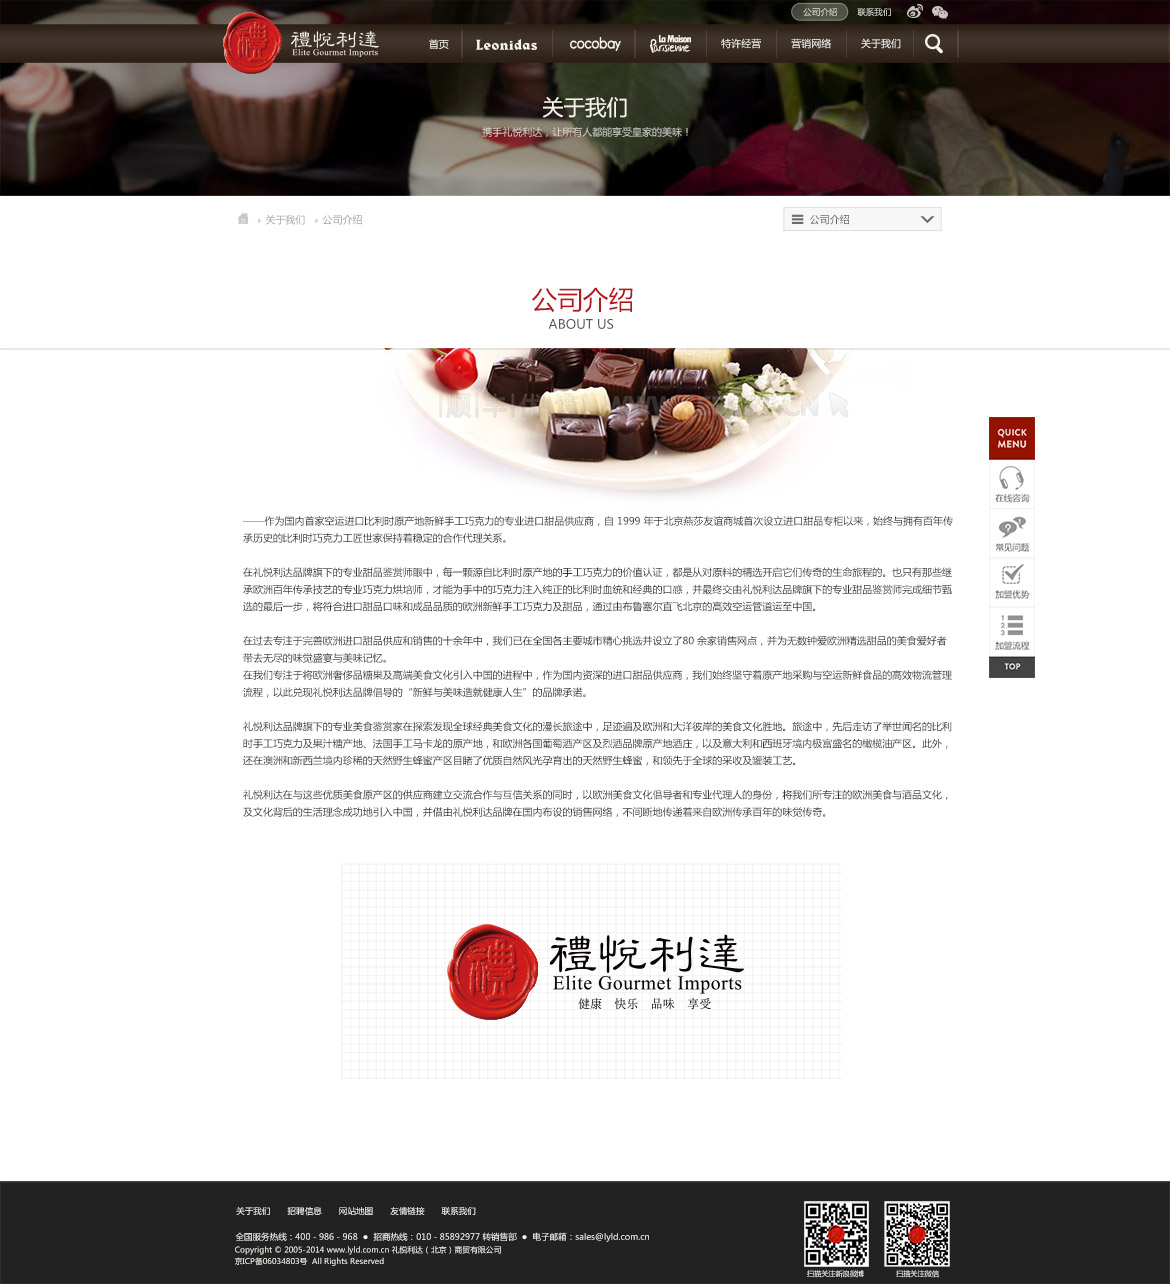 公司介绍
联系我们
禮
禮悦利達
Elite Gourmet Imports
首页
Leonidas
cocobay
La Maison
Parisienne
特许经营
营销网络
关于我们
关于我们
携手礼悦利达，让所有人都能享受皇家的美味！
关于我们
公司介绍
公司介绍
公司介绍
ABOUT US
QUICK
MENU
在线咨询
常见问题
加盟优势
1
2
3
加盟流程
TOP
——作为国内首家空运进口比利时原产地新鲜手工巧克力的专业进口甜品供应商，自 1999 年于北京燕莎友谊商城首次设立进口甜品专柜以来，始终与拥有百年传
承历史的比利时巧克力工匠世家保持着稳定的合作代理关系。
在礼悦利达品牌旗下的专业甜品鉴赏师眼中，每一颗源自比利时原产地的手工巧克力的价值认证，都是从对原料的精选开启它们传奇的生命旅程的。也只有那些继
承欧洲百年传承技艺的专业巧克力烘培师，才能为手中的巧克力注入纯正的比利时血统和经典的口感，并最终交由礼悦利达品牌旗下的专业甜品鉴赏师完成细节甄
选的最后一步，将符合进口甜品口味和成品品质的欧洲新鲜手工巧克力及甜品，通过由布鲁塞尔直飞北京的高效空运管道运至中国。
在过去专注于完善欧洲进口甜品供应和销售的十余年中，我们已在全国各主要城市精心挑选并设立了80 余家销售网点，并为无数钟爱欧洲精选甜品的美食爱好者
带去无尽的味觉盛宴与美味记忆。
在我们专注于将欧洲奢侈品糖果及高端美食文化引入中国的进程中，作为国内资深的进口甜品供应商，我们始终坚守着原产地采购与空运新鲜食品的高效物流管理
流程，以此兑现礼悦利达品牌倡导的“新鲜与美味造就健康人生”的品牌承诺。
礼悦利达品牌旗下的专业美食鉴赏家在探索发现全球经典美食文化的漫长旅途中，足迹遍及欧洲和大洋彼岸的美食文化胜地。旅途中，先后走访了举世闻名的比利
时手工巧克力及果汁糖产地、法国手工马卡龙的原产地，和欧洲各国葡萄酒产区及烈酒品牌原产地酒庄，以及意大利和西班牙境内极富盛名的橄榄油产区。此外，
还在澳洲和新西兰境内珍稀的天然野生蜂蜜产区目睹了优质自然风光孕育出的天然野生蜂蜜，和领先于全球的采收及罐装工艺。
礼悦利达在与这些优质美食原产区的供应商建立交流合作与互信关系的同时，以欧洲美食文化倡导者和专业代理人的身份，将我们所专注的欧洲美食与酒品文化，
及文化背后的生活理念成功地引入中国，并借由礼悦利达品牌在国内布设的销售网络，不间断地传递着来自欧洲传承百年的味觉传奇。
禮
禮悦利達
Elite Gourmet Imports
健康 快乐 品味 享受
关于我们 招聘信息 网站地图 友情链接 联系我们
全国服务热线：400 - 986 - 968 ● 招商热线：010 - 85892977 转销售部 ● 电子邮箱：sales@lyld.com.cn
Copyright © 2005-2014 www.lyld.com.cn 礼悦利达（北京）商贸有限公司
京ICP备06034803号 All Rights Reserved
扫描关注新浪微博
扫描关注微信